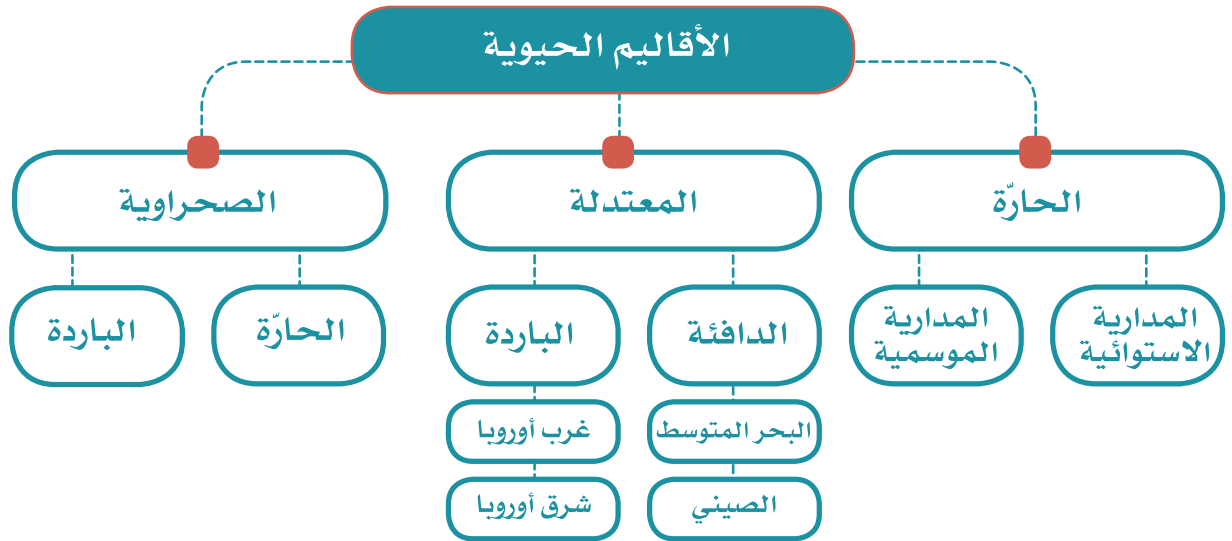 الأقاليم الحيوية
الحارّة
المعتدلة
الصحراوية
المدارية
الاستوائية
المدارية
الموسمية
الدافئة
الباردة
الحارّة
الباردة
البحر المتوسط
غرب أوروبا
الصيني
شرق أوروبا